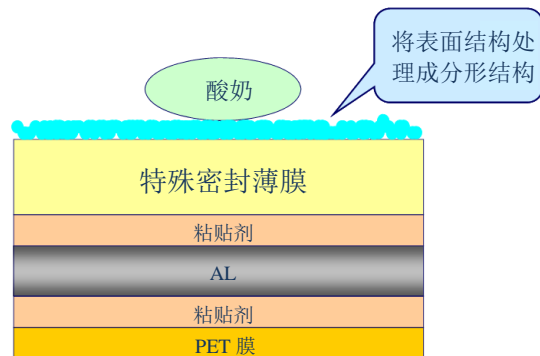 将表面结构处
理成分形结构
酸奶
特殊密封薄膜
粘贴剂
AL
粘贴剂
PET 膜